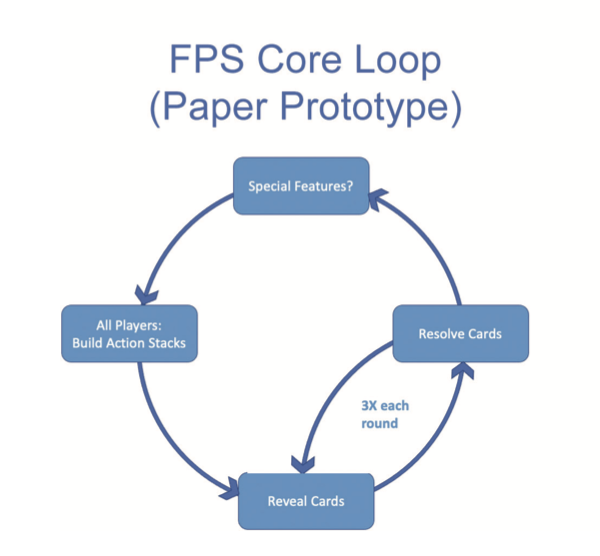 FPS Core Loop
(Paper Prototype)
Special Features?
All Players:
Build Action Stacks
Resolve Cards
3X each
round
Reveal Cards